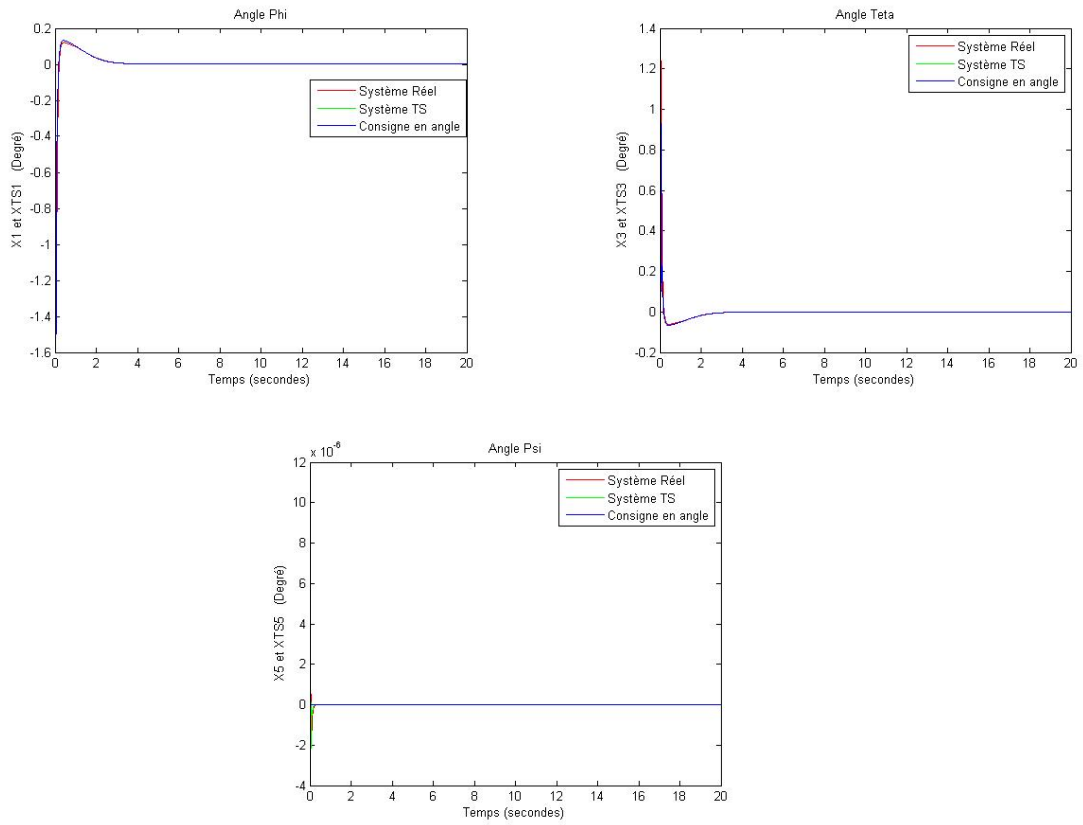 Angle Phi
0.2
0
-0.2
-0.4
-0.6
-0.8
-1
-1.2
-1.4
-1.6
X1 et XTS1 (Degré)
Système Réel
Système TS
Consigne en angle
0 2 4 6 8 10 12 14 16 18 20
Temps (secondes)
Angle Teta
1.4
1.2
1
0.8
0.6
0.4
0.2
0
-0.2
X3 et XTS3 (Degré)
Système Réel
Système TS
Consigne en angle
0 2 4 6 8 10 12 14 16 18 20
Temps (secondes)
Angle Psi
x 10-6
12
10
8
6
4
2
0
-2
-4
X5 et XTS5 (Degré)
Système Réel
Système TS
Consigne en angle
0 2 4 6 8 10 12 14 16 18 20
Temps (secondes)